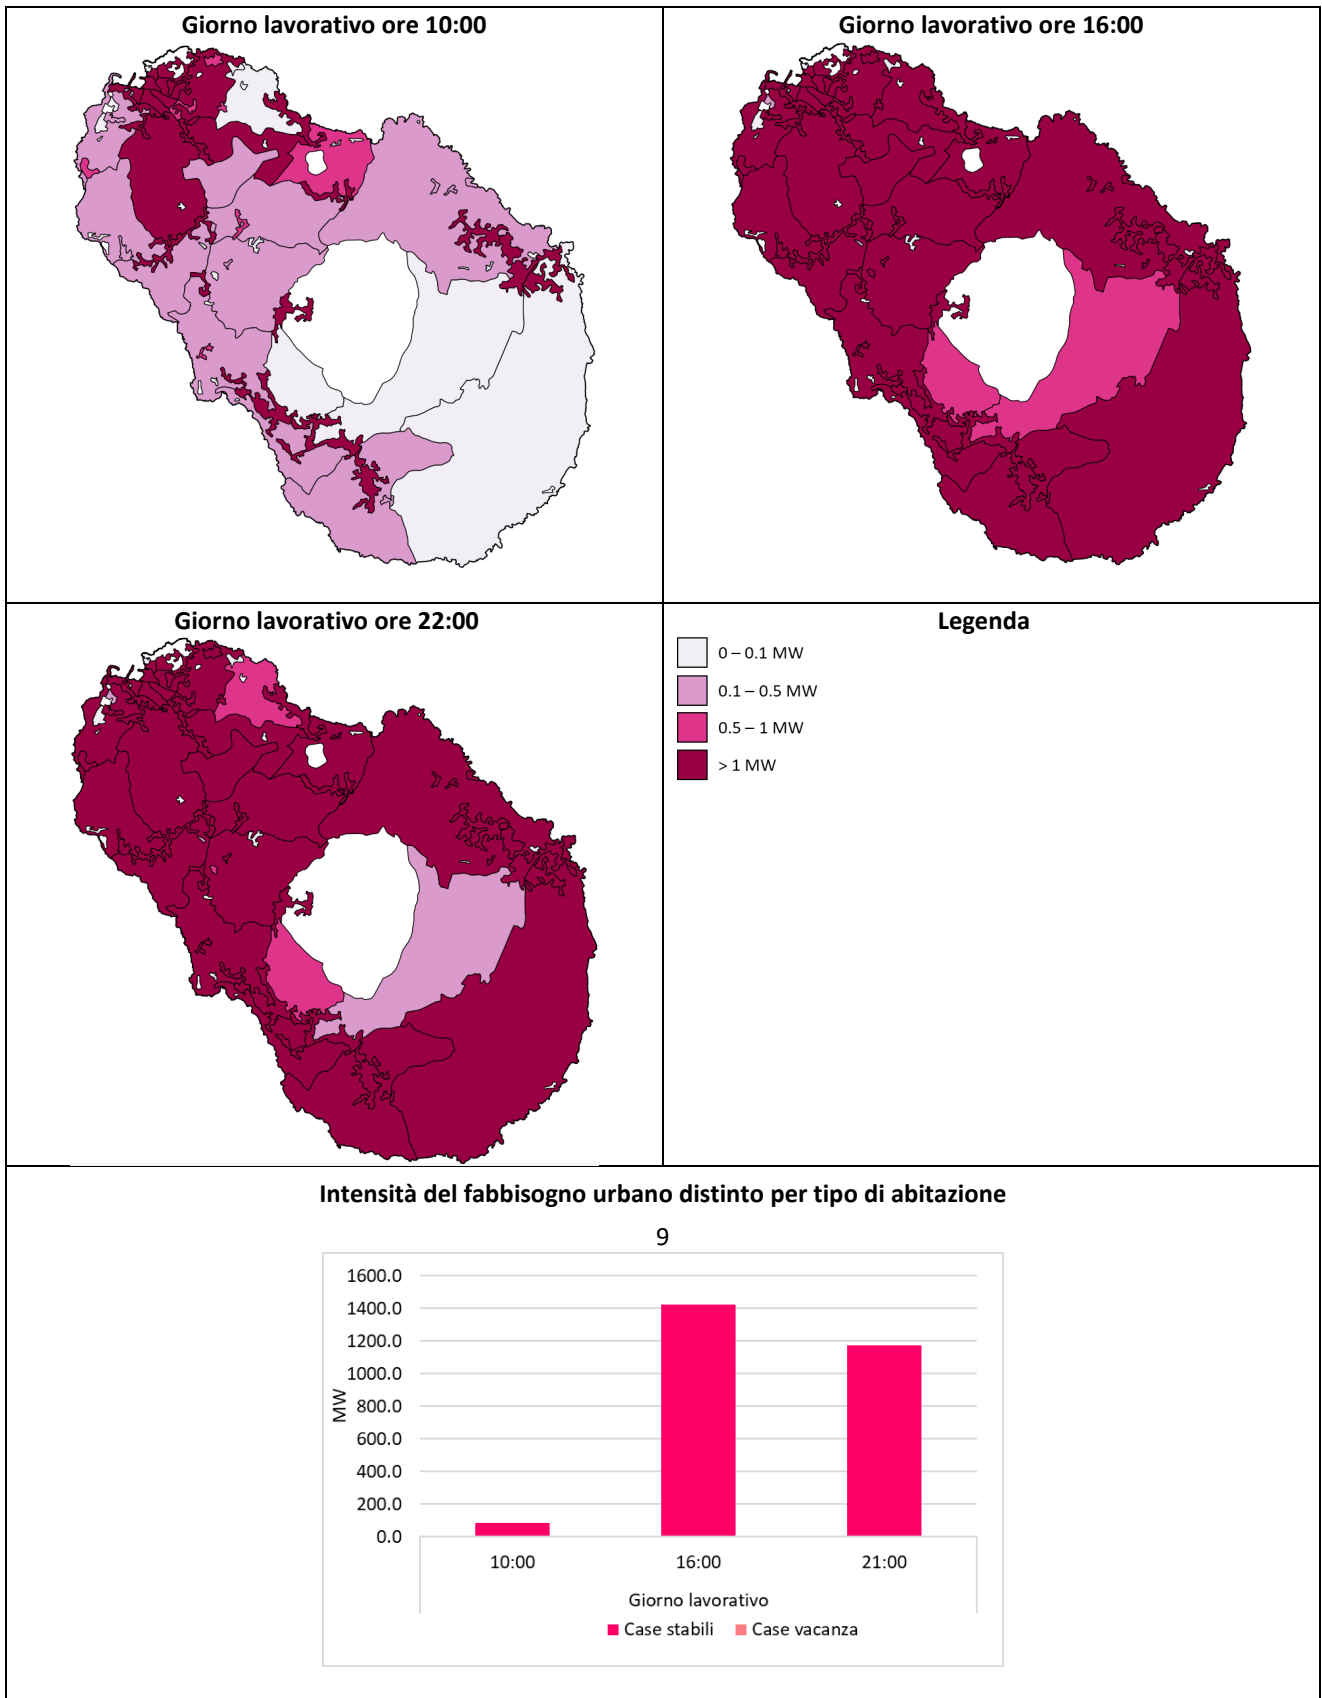 Giorno lavorativo ore 10:00
Giorno lavorativo ore 16:00
Giorno lavorativo ore 22:00
Legenda
0 – 0.1 MW
0.1 – 0.5 MW
0.5 – 1 MW
> 1 MW
Intensità del fabbisogno urbano distinto per tipo di abitazione
9
1600.0
1400.0
1200.0
1000.0
800.0
600.0
400.0
200.0
0.0
MW
10:00
16:00
21:00
Giorno lavorativo
Case stabili
Case vacanza